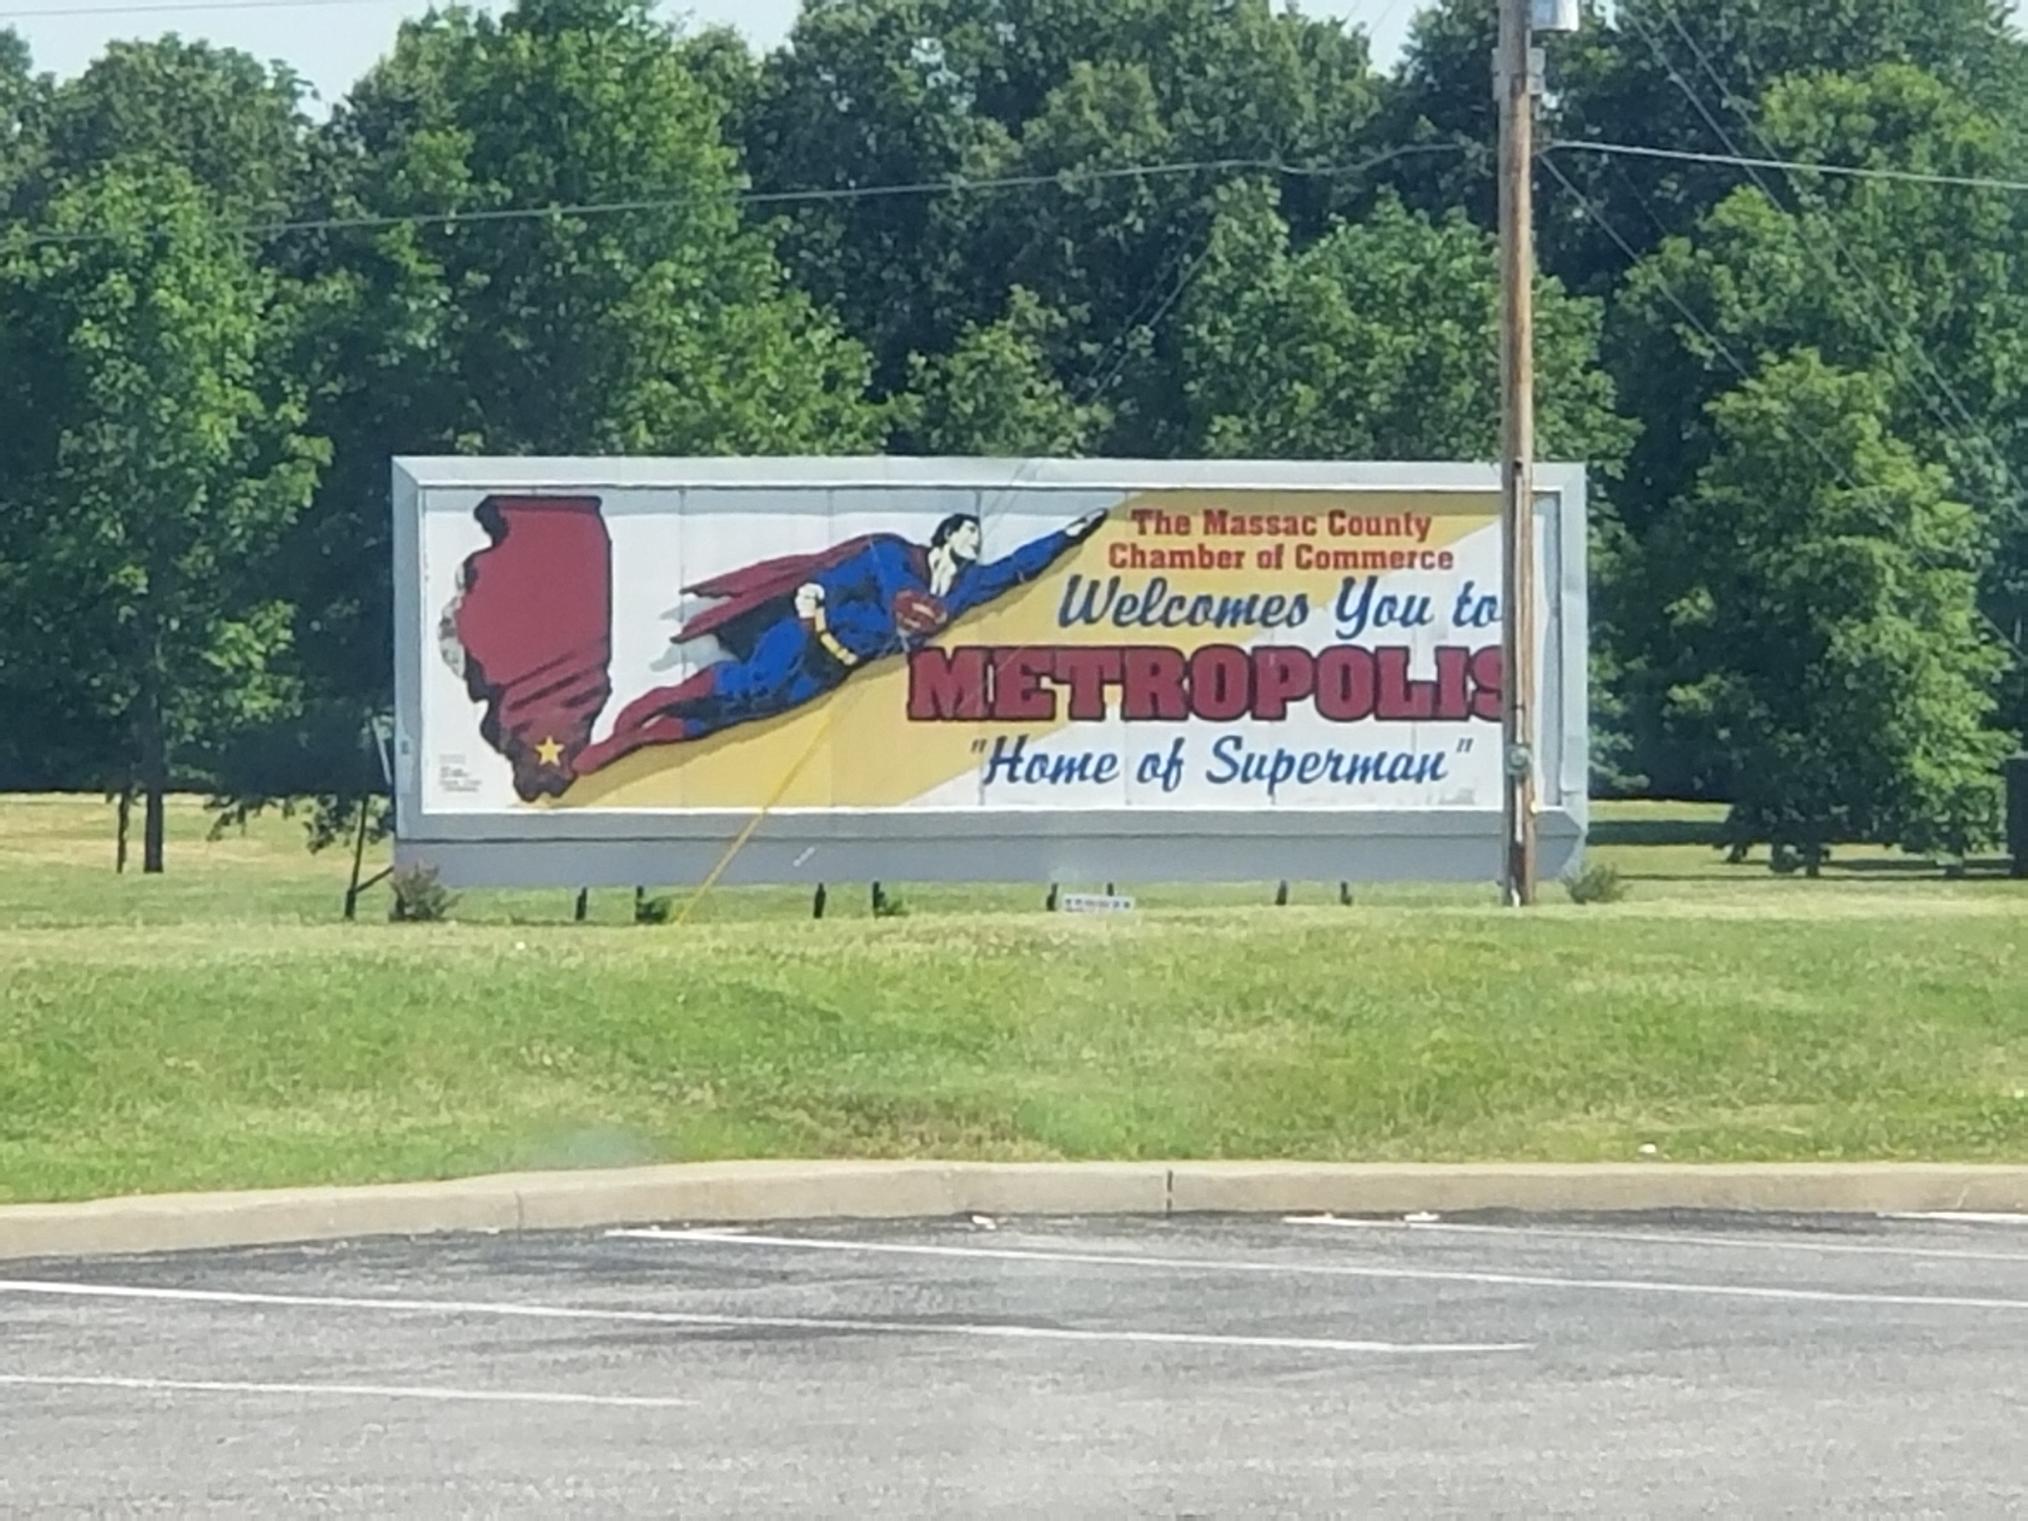 The Massac County
Chamber of Commerce
Welcomes You to
METROPOLIS
"Home of Superman"